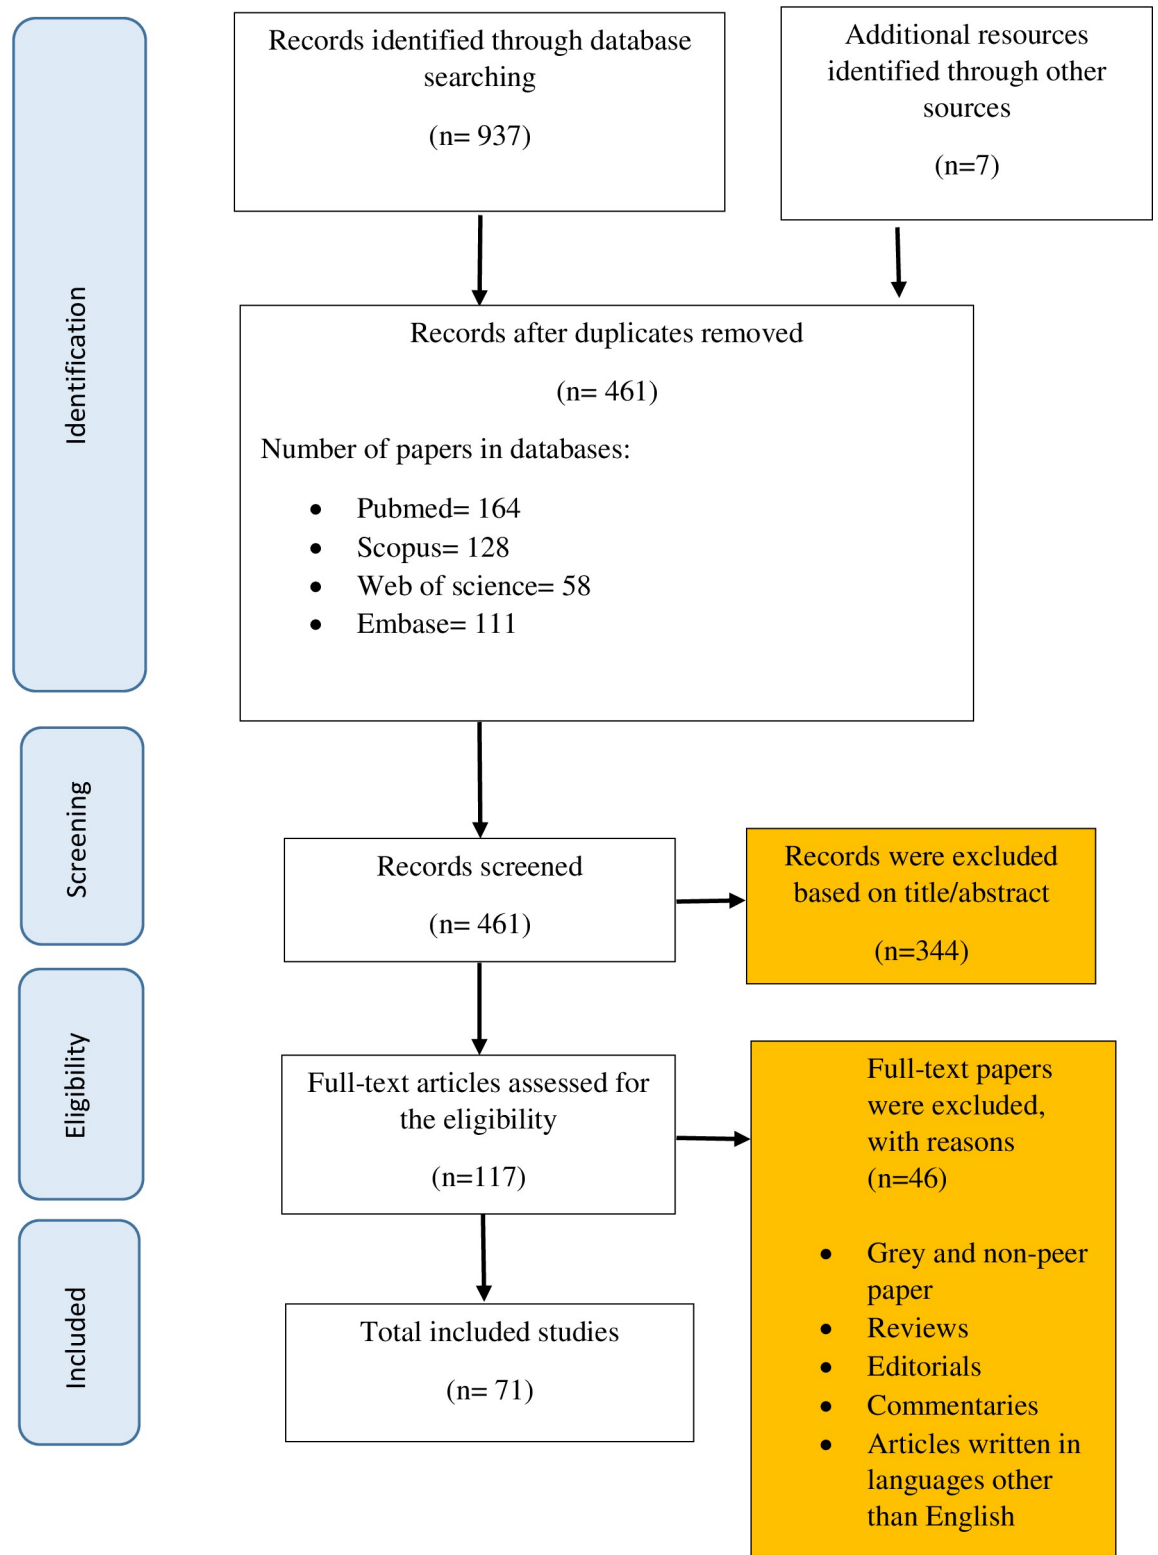 Identification
Records identified through database
searching
(n= 937)
Additional resources
identified through other
sources
(n=7)
Records after duplicates removed
(n= 461)
Number of papers in databases:
• Pubmed= 164
• Scopus= 128
• Web of science= 58
• Embase= 111
Screening
Records screened
(n= 461)
Records were excluded
based on title/abstract
(n=344)
Eligibility
Full-text articles assessed for
the eligibility
(n=117)
Full-text papers
were excluded,
with reasons
(n=46)
• Grey and non-peer
paper
• Reviews
• Editorials
• Commentaries
• Articles written in
languages other
than English
Included
Total included studies
(n= 71)